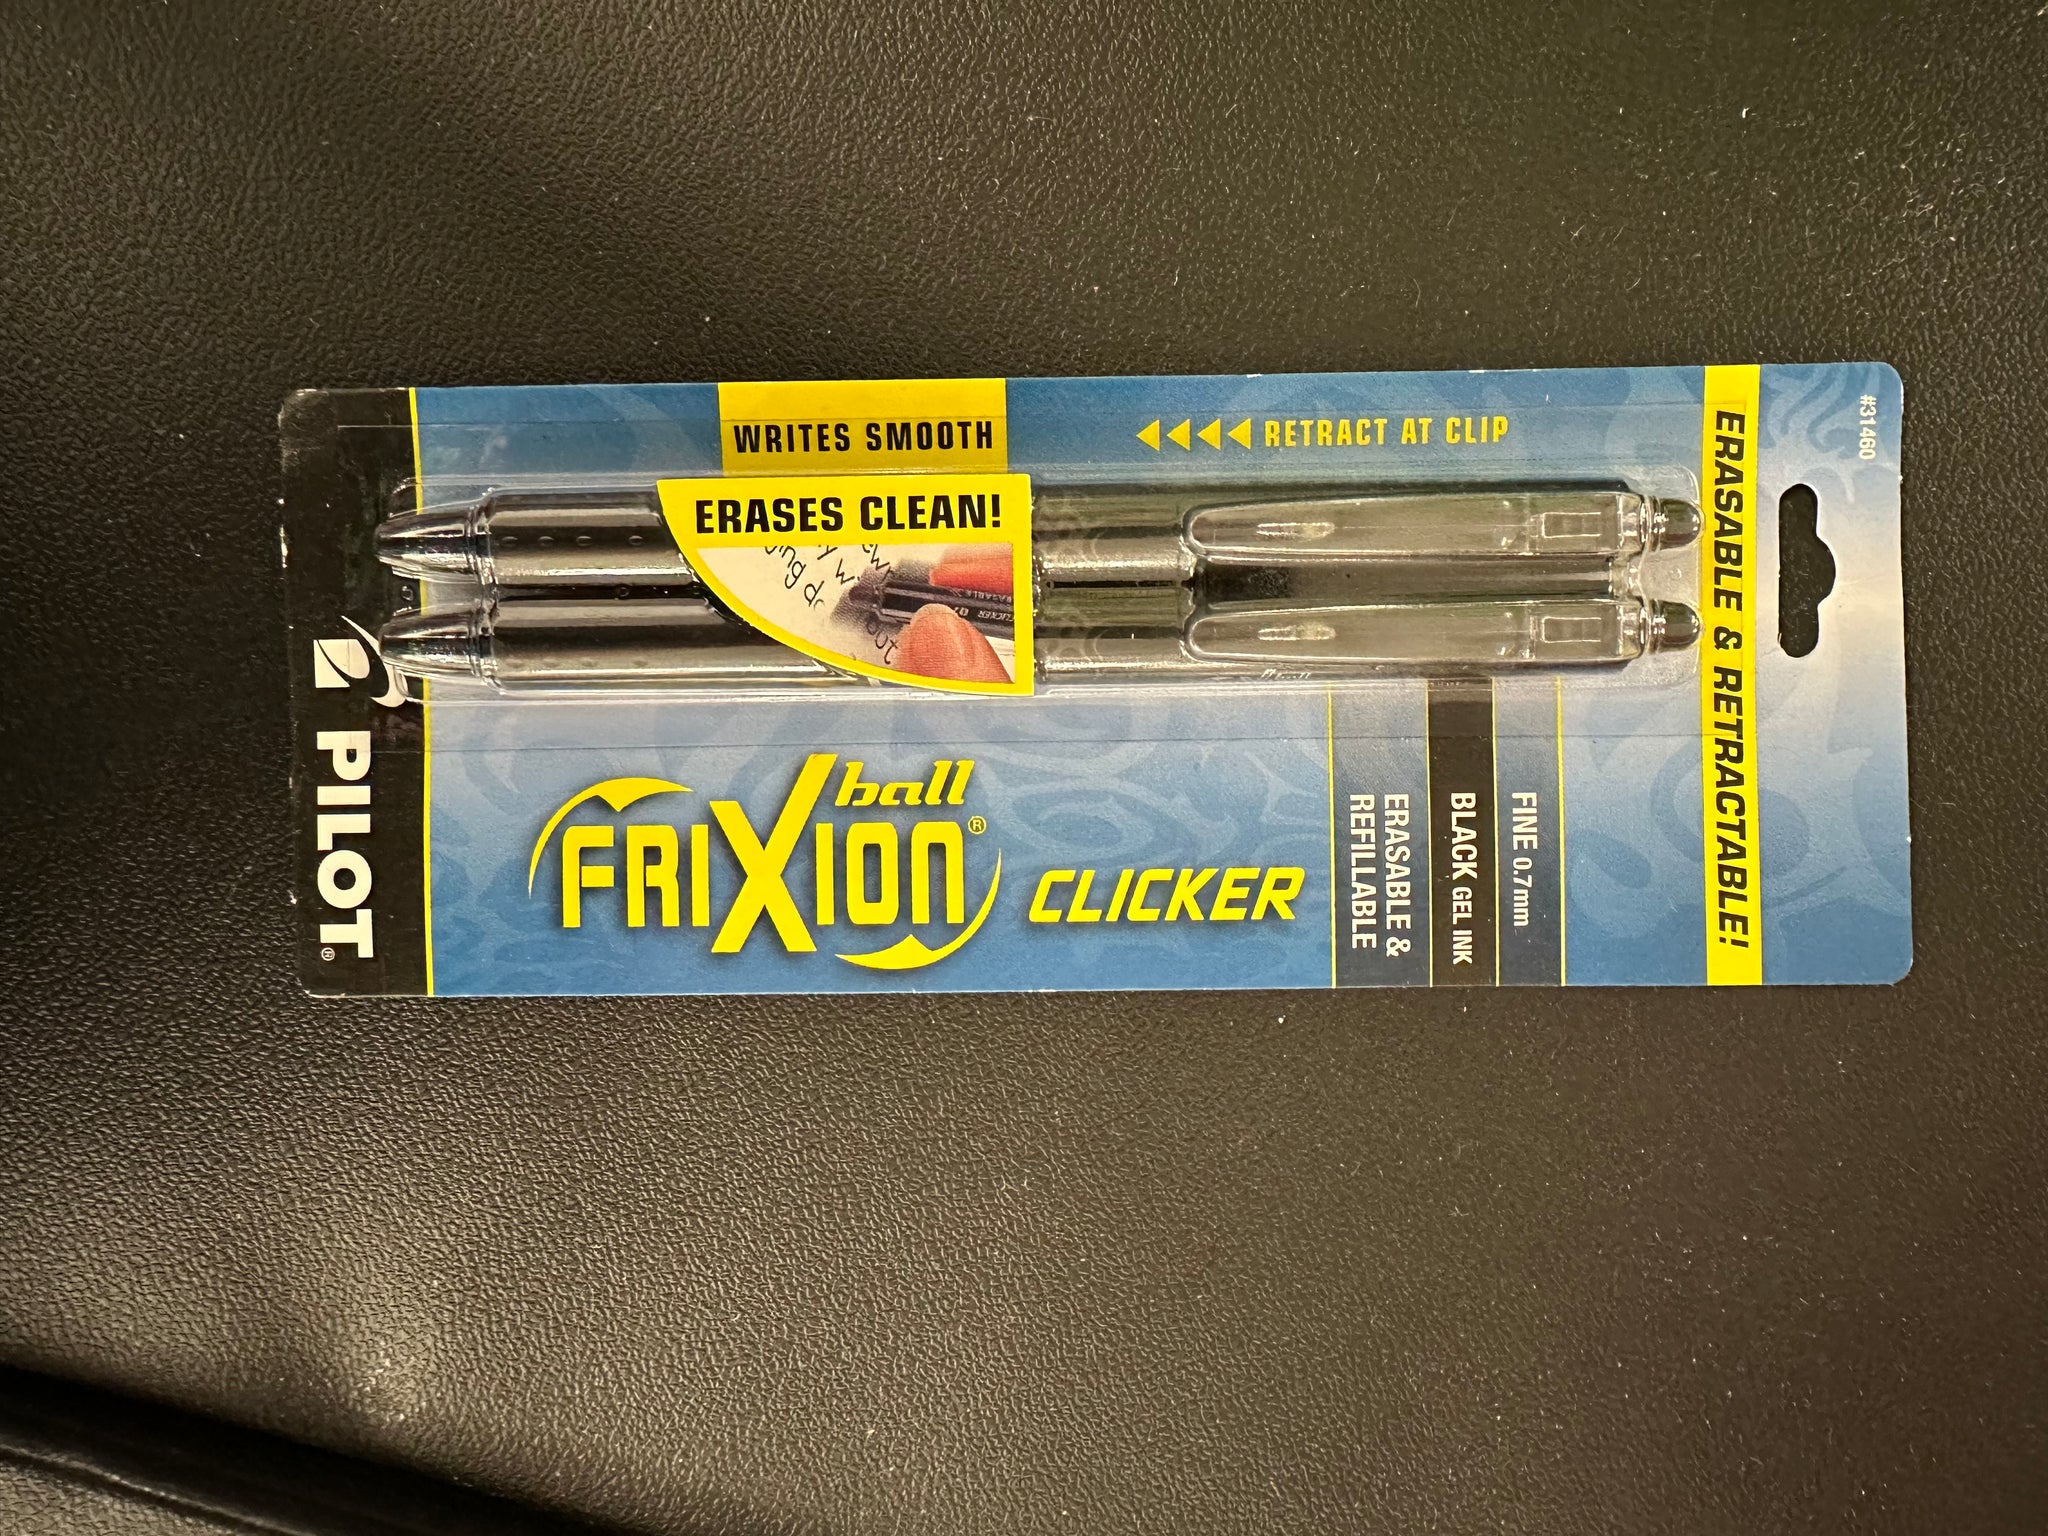 #31460
ERASABLE & RETRACTABLE!
WRITES SMOOTH
ERASES CLEAN!
RETRACT AT CLIP
FINE 0.7mm
BLACK GEL INK
ERASABLE &
REFILLABLE
ball
FRIXION®
CLICKER
PILOT®